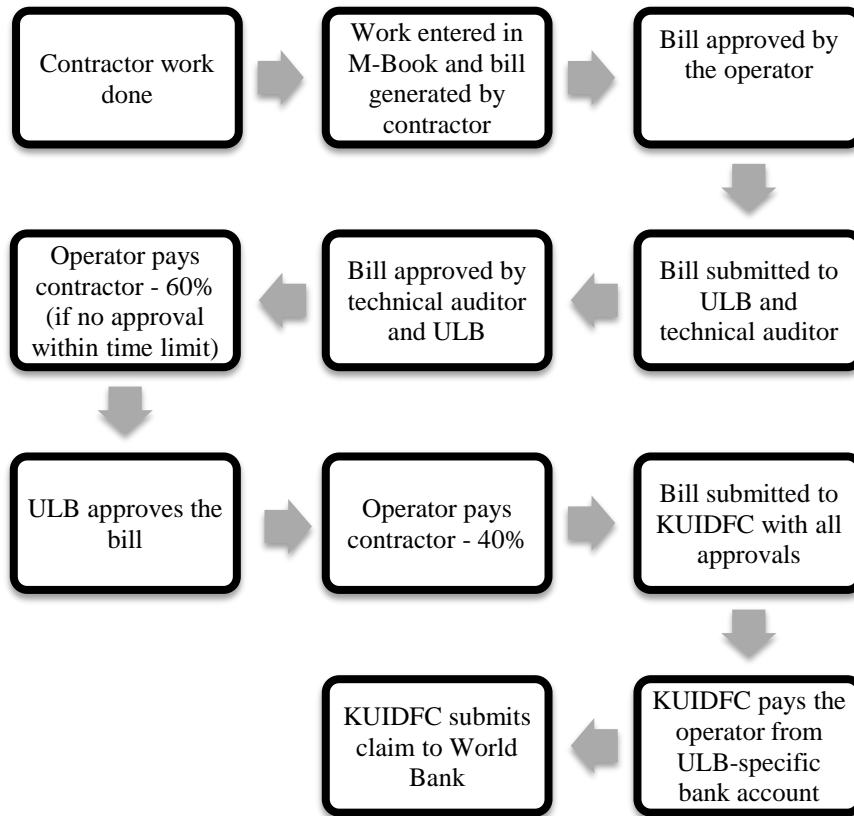 Contractor work
done
Work entered in
M-Book and bill
generated by
contractor
Bill approved by
the operator
Bill submitted to
ULB and
technical auditor
Bill approved by
technical auditor
and ULB
Operator pays
contractor - 60%
(if no approval
within time limit)
ULB approves the
bill
Operator pays
contractor - 40%
Bill submitted to
KUIDFC with all
approvals
KUIDFC pays the
operator from
ULB-specific
bank account
KUIDFC submits
claim to World
Bank